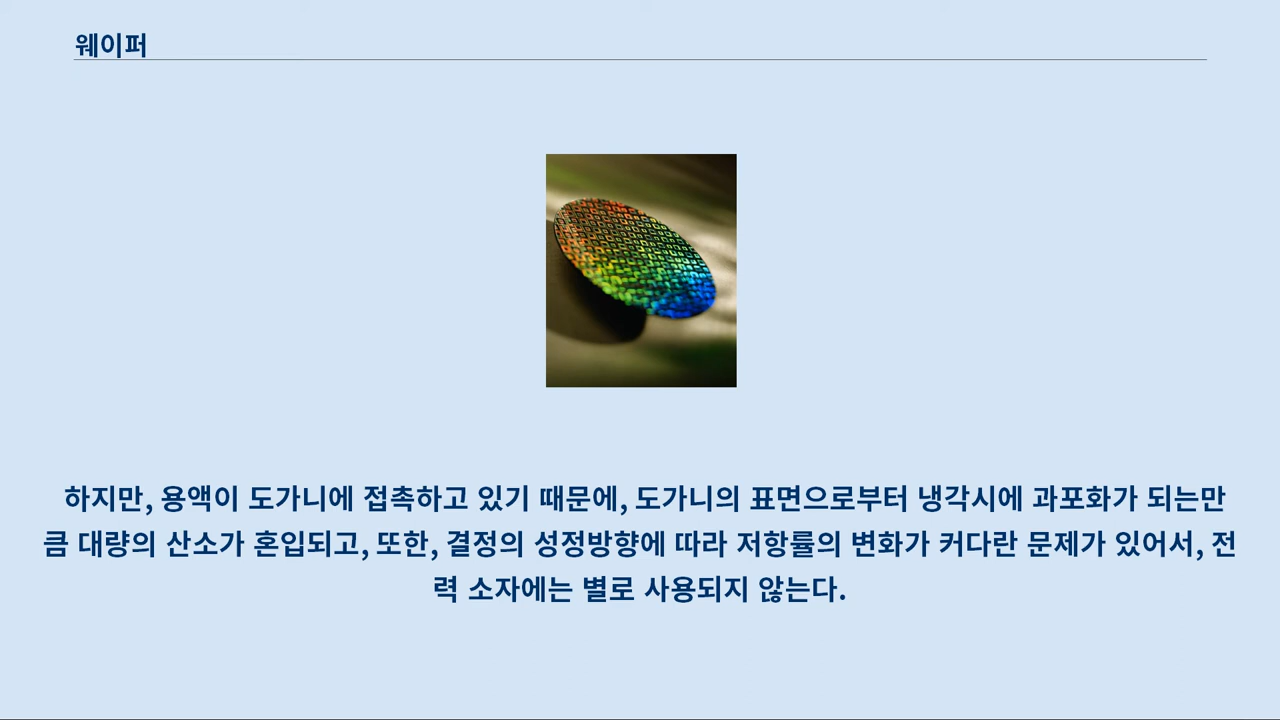 웨이퍼
하지만, 용액이 도가니에 접촉하고 있기 때문에, 도가니의 표면으로부터 냉각시에 과포화가 되는만
큼 대량의 산소가 혼입되고, 또한, 결정의 성정방향에 따라 저항률의 변화가 커다란 문제가 있어서, 전
력 소자에는 별로 사용되지 않는다.